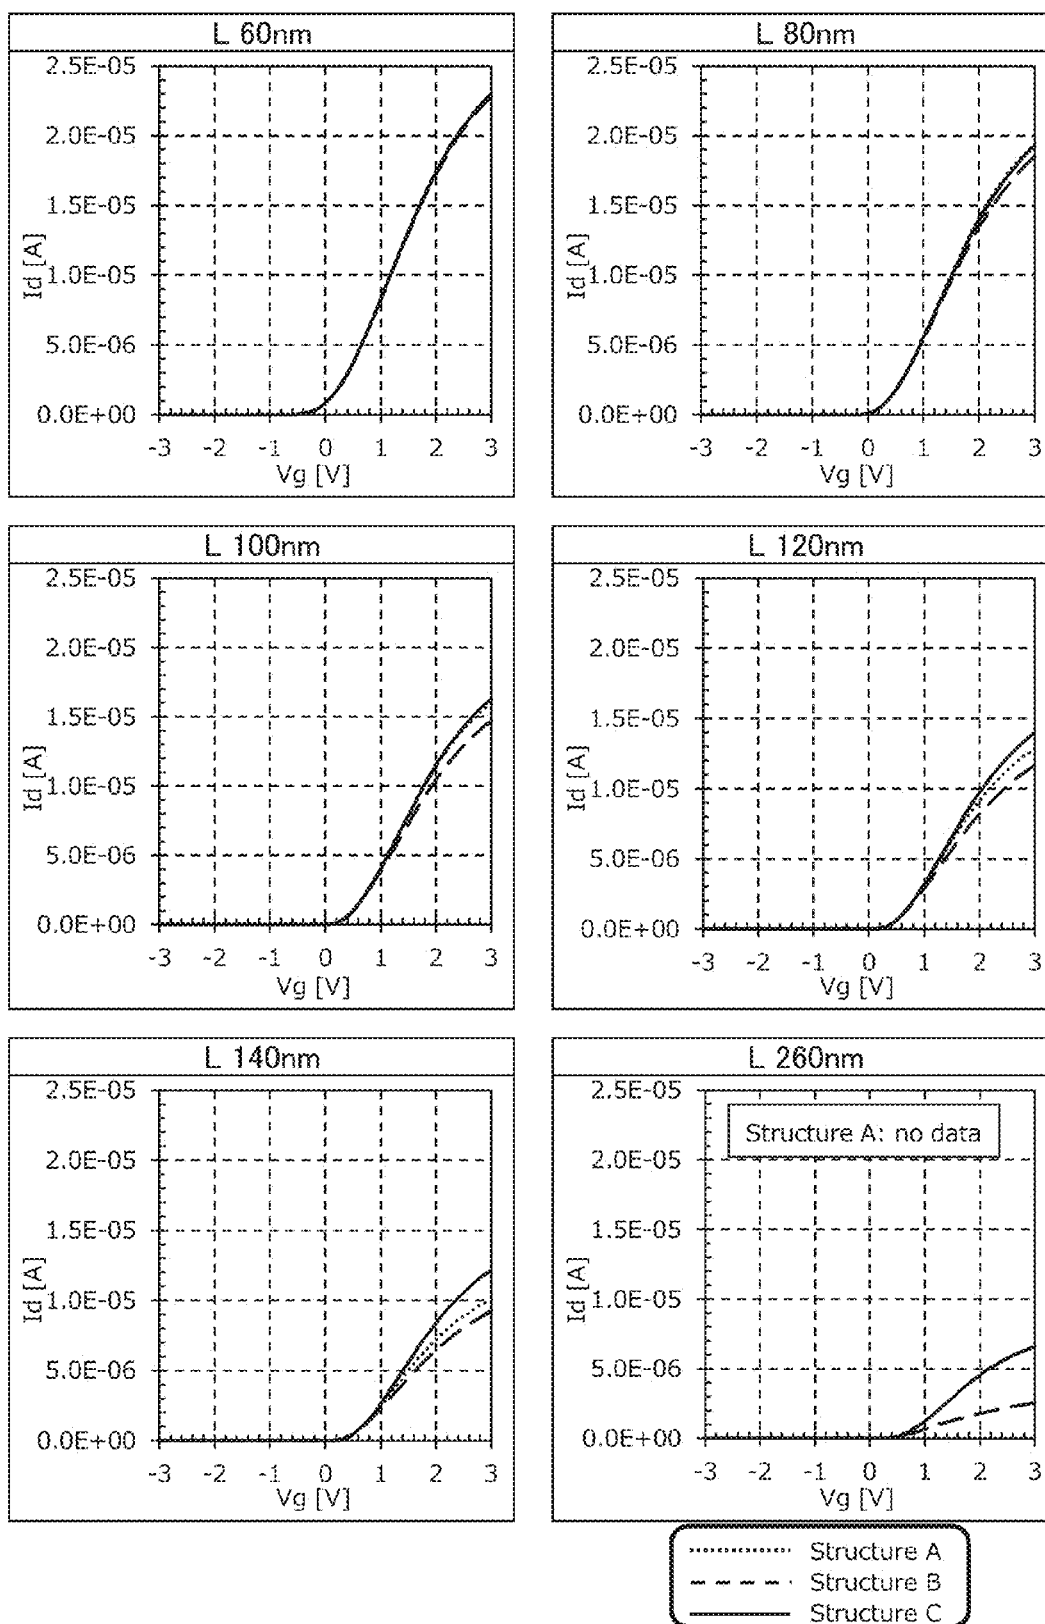 L 60nm
2.5E-05
2.0E-05
1.5E-05
1.0E-05
5.0E-06
0.0E+00
Id [A]
-3 -2 -1 0 1 2 3
Vg [V]
L 80nm
2.5E-05
2.0E-05
1.5E-05
1.0E-05
5.0E-06
0.0E+00
Id [A]
-3 -2 -1 0 1 2 3
Vg [V]
L 100nm
2.5E-05
2.0E-05
1.5E-05
1.0E-05
5.0E-06
0.0E+00
Id [A]
-3 -2 -1 0 1 2 3
Vg [V]
L 120nm
2.5E-05
2.0E-05
1.5E-05
1.0E-05
5.0E-06
0.0E+00
Id [A]
-3 -2 -1 0 1 2 3
Vg [V]
L 140nm
2.5E-05
2.0E-05
1.5E-05
1.0E-05
5.0E-06
0.0E+00
Id [A]
-3 -2 -1 0 1 2 3
Vg [V]
L 260nm
2.5E-05
Structure A: no data
2.0E-05
1.5E-05
1.0E-05
5.0E-06
0.0E+00
Id [A]
-3 -2 -1 0 1 2 3
Vg [V]
Structure A
Structure B
Structure C